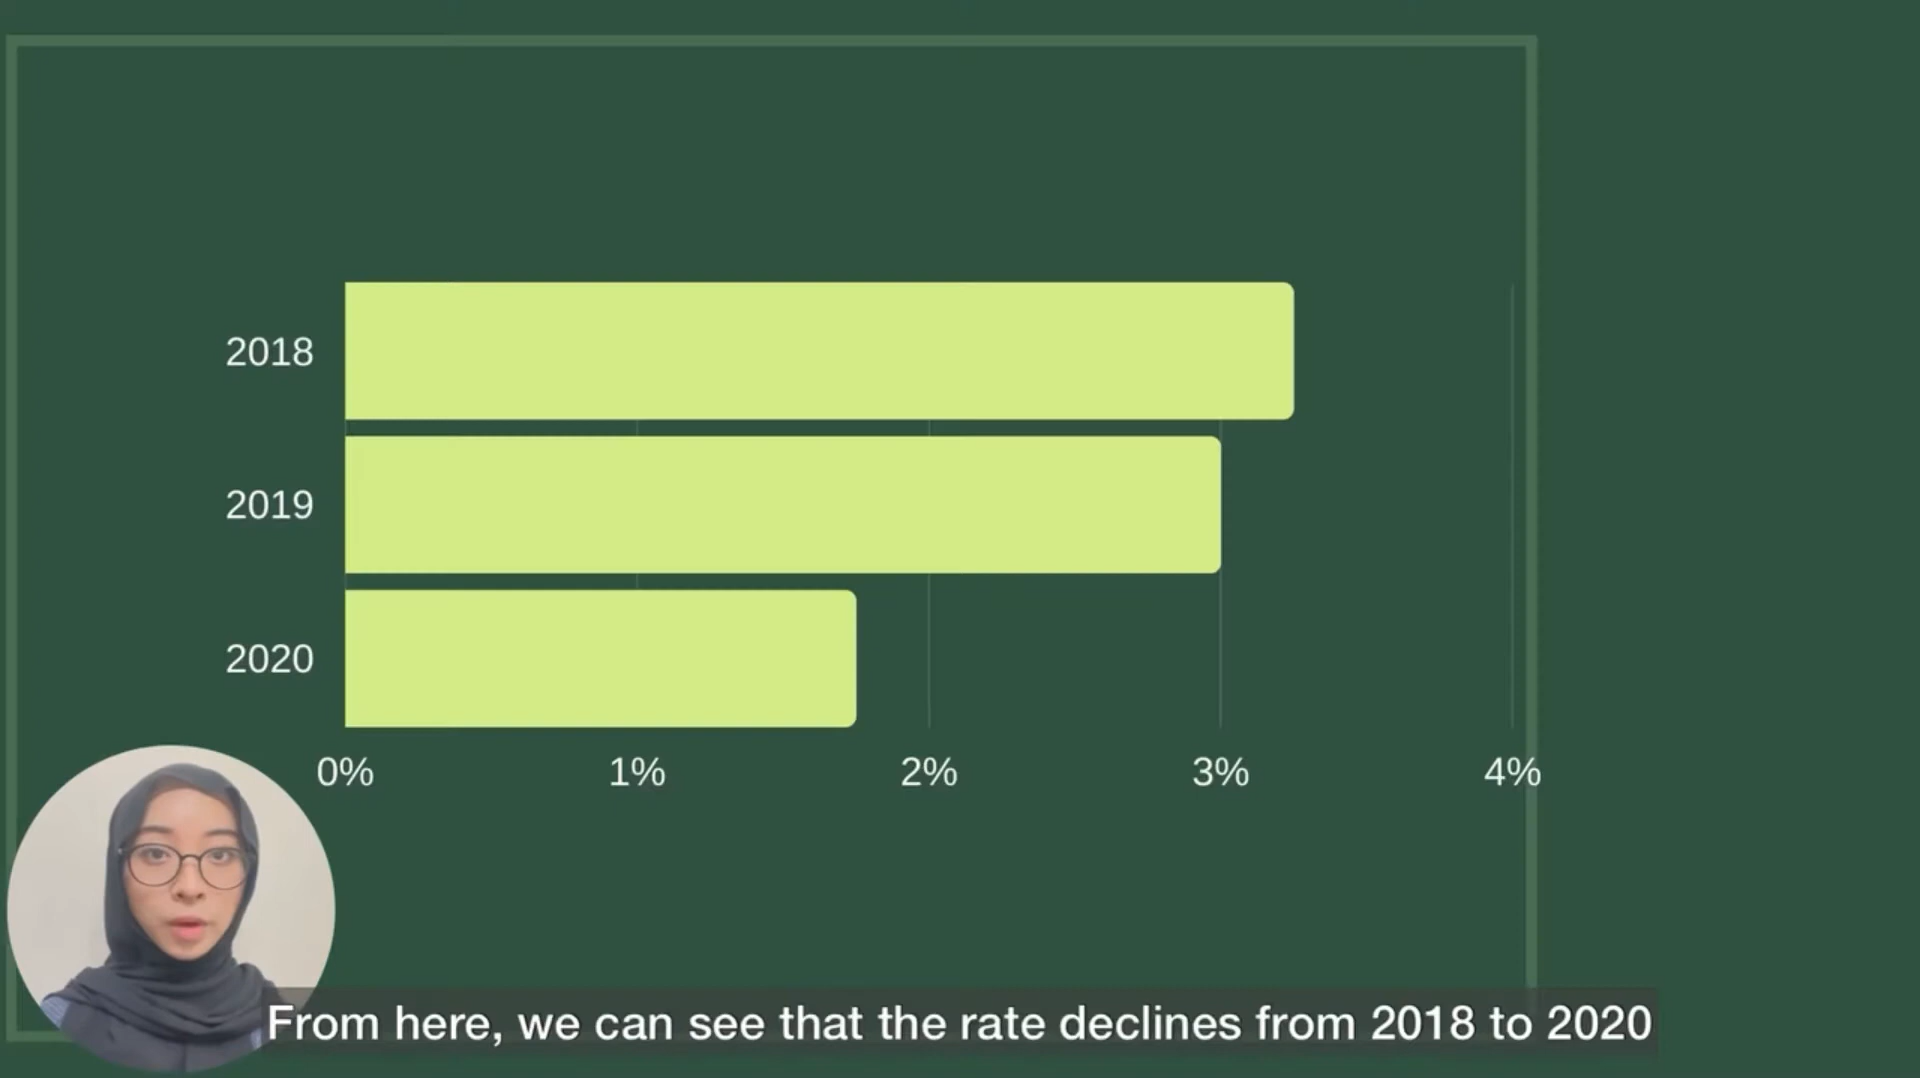 2018
2019
2020
0% 1% 2% 3% 4%
From here, we can see that the rate declines from 2018 to 2020